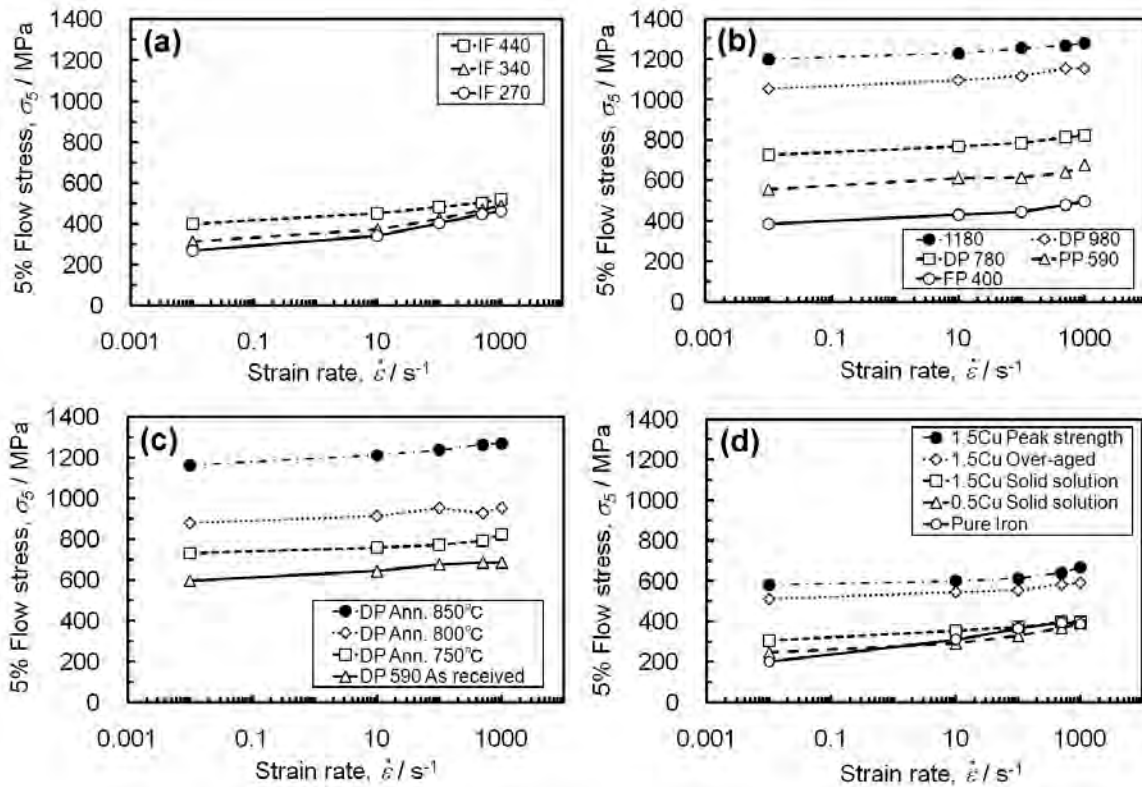 (a)
5% Flow stress, σ5 / MPa
1400
1200
1000
800
600
400
200
0
IF 440
IF 340
IF 270
0.001 0.1 10 1000
Strain rate, ε̇ / s-1
(b)
5% Flow stress, σ5 / MPa
1400
1200
1000
800
600
400
200
0
1180 DP 980
DP 780 PP 590
FP 400
0.001 0.1 10 1000
Strain rate, ε̇ / s-1
(c)
5% Flow stress, σ5 / MPa
1400
1200
1000
800
600
400
200
0
DP Ann. 850°C
DP Ann. 800°C
DP Ann. 750°C
DP 590 As received
0.001 0.1 10 1000
Strain rate, ε̇ / s-1
(d)
5% Flow stress, σ5 / MPa
1400
1200
1000
800
600
400
200
0
1.5Cu Peak strength
1.5Cu Over-aged
1.5Cu Solid solution
0.5Cu Solid solution
Pure Iron
0.001 0.1 10 1000
Strain rate, ε̇ / s-1